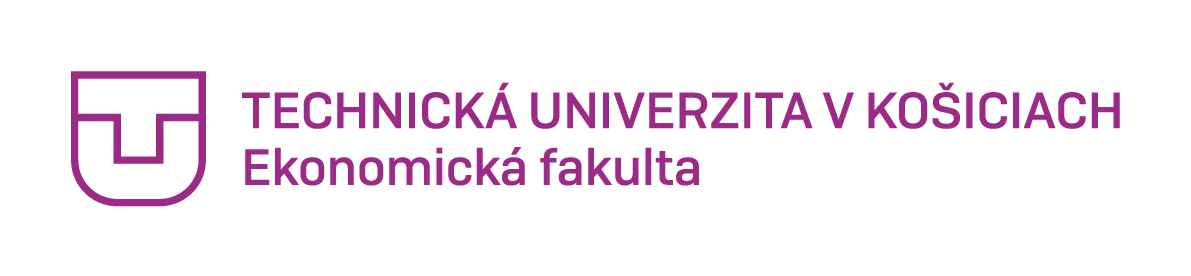 TECHNICKÁ UNIVERZITA V KOŠICIACH
Ekonomická fakulta